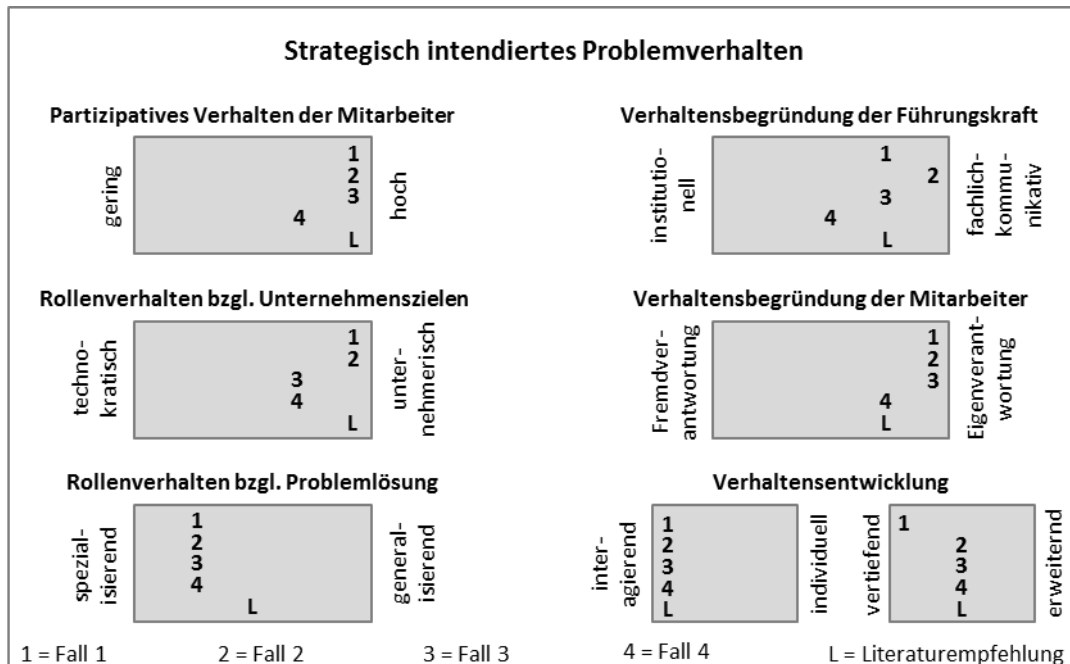 Strategisch intendiertes Problemverhalten
Partizipatives Verhalten der Mitarbeiter
gering
1
2
3
4
L
hoch
Verhaltensbegründung der Führungskraft
institutio-
nell
1
2
3
4
L
fachlich-
kommu-
nikativ
Rollenverhalten bzgl. Unternehmenszielen
techno-
kratisch
1
2
3
4
L
unter-
nehmerisch
Verhaltensbegründung der Mitarbeiter
Fremdver-
antwortung
1
2
3
4
L
Eigenverant-
wortung
Rollenverhalten bzgl. Problemlösung
spezial-
isierend
1
2
3
4
L
general-
isierend
Verhaltensentwicklung
inter-
agierend
1
2
3
4
L
individuell
vertiefend
1
2
3
4
L
erweiternd
1 = Fall 1 2 = Fall 2 3 = Fall 3 4 = Fall 4 L = Literaturempfehlung